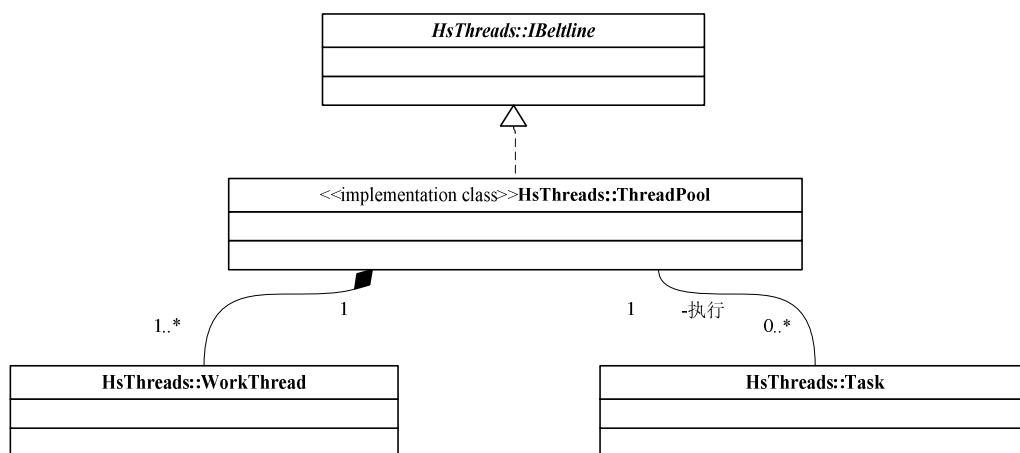 HsThreads::IBeltline
<<implementation class>>HsThreads::ThreadPool
1
1
-执行
1..*
0..*
HsThreads::WorkThread
HsThreads::Task